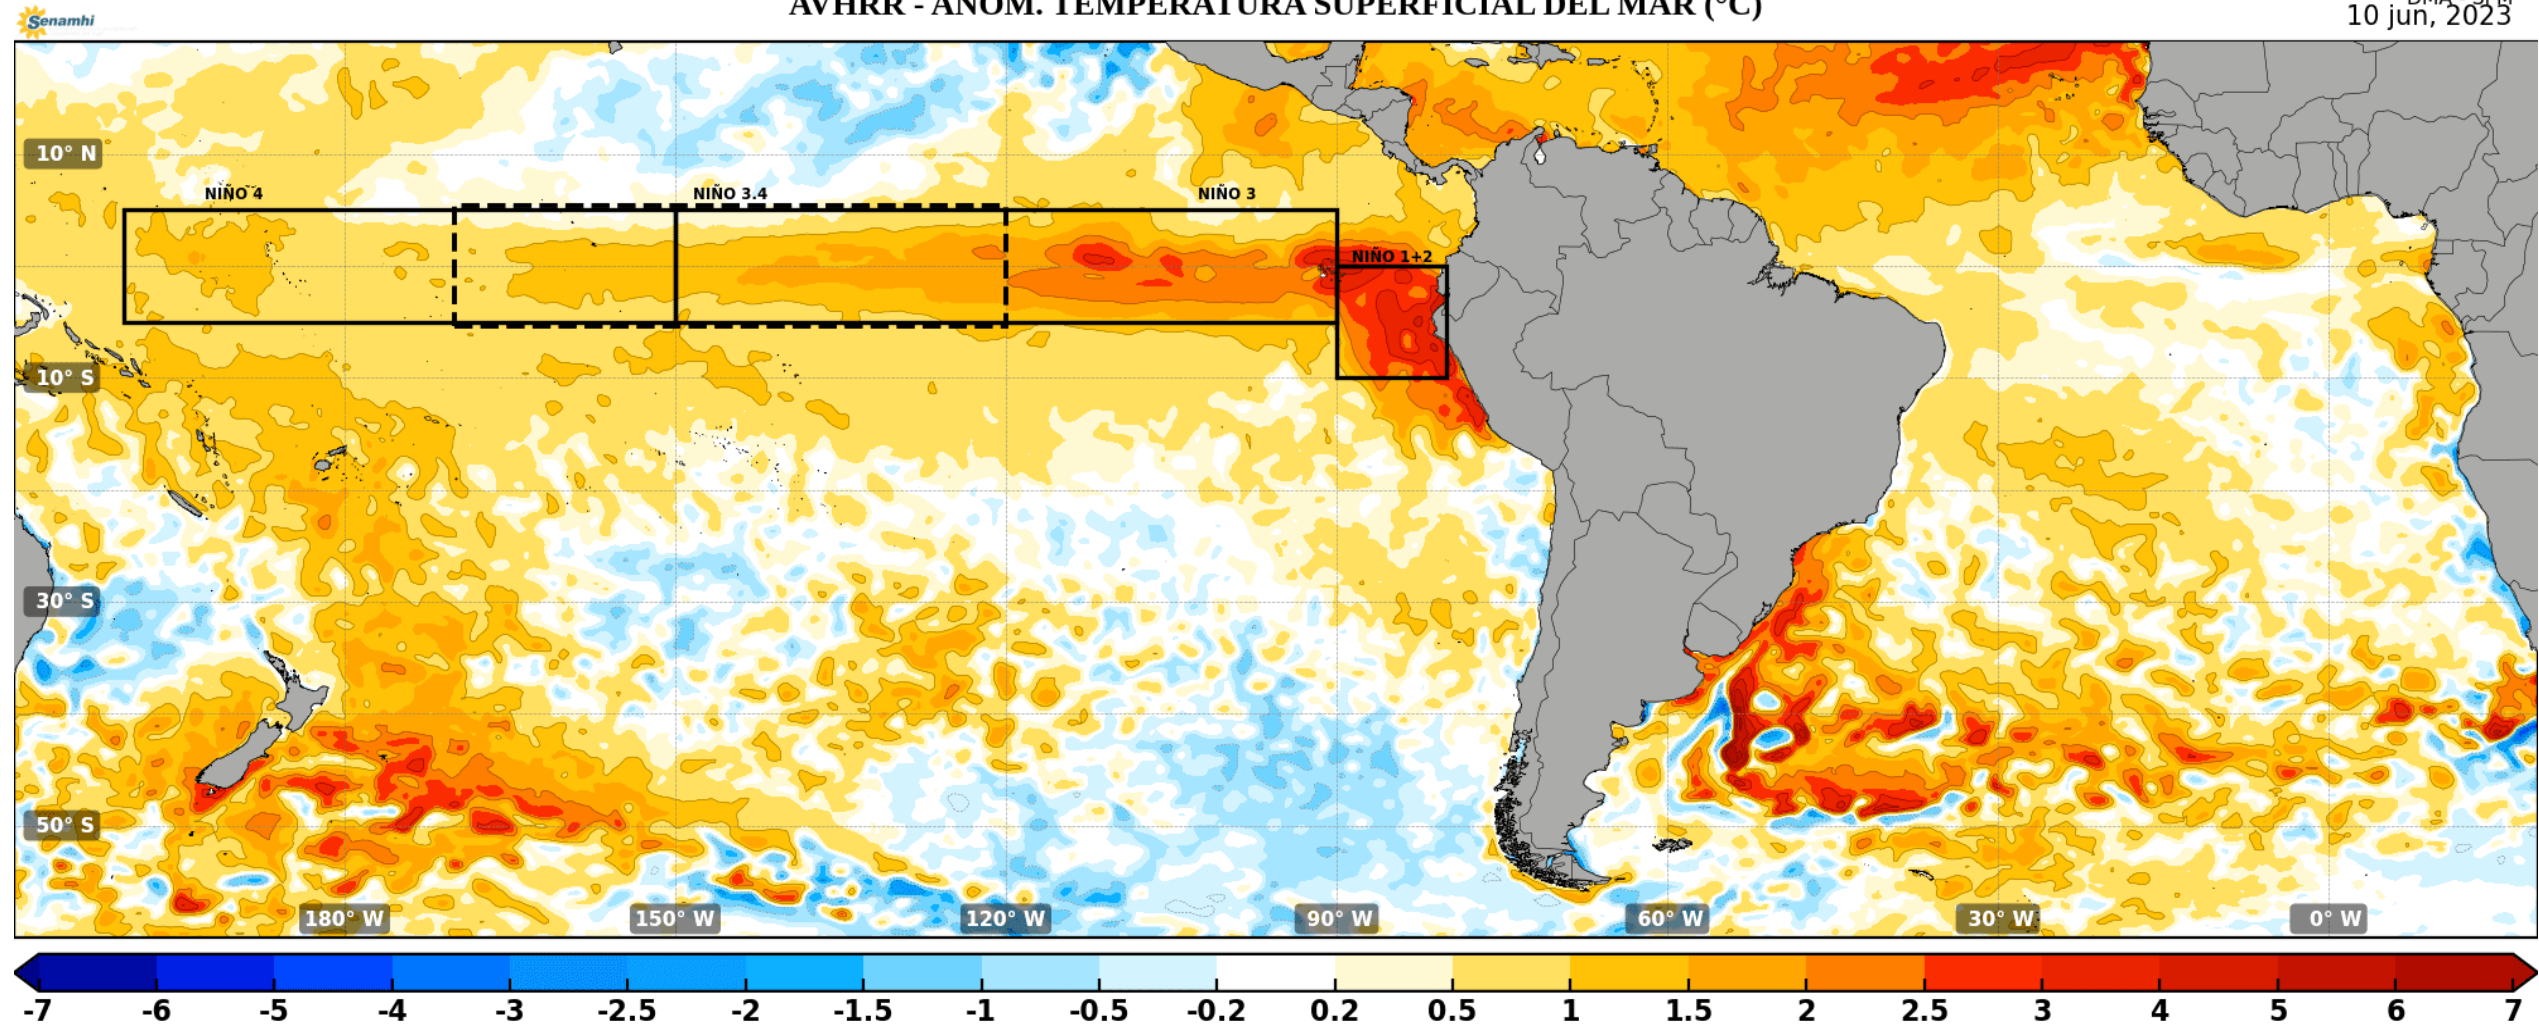 Senamhi
AVHRR - ANOM. TEMPERATURA SUPERFICIAL DEL MAR (°C)
10 jun, 2023
10° N
NIÑO 4
NIÑO 3.4
NIÑO 3
NIÑO 1+2
10° S
30° S
50° S
180° W
150° W
120° W
90° W
60° W
30° W
0° W
-7 -6 -5 -4 -3 -2.5 -2 -1.5 -1 -0.5 -0.2 0.2 0.5 1 1.5 2 2.5 3 4 5 6 7